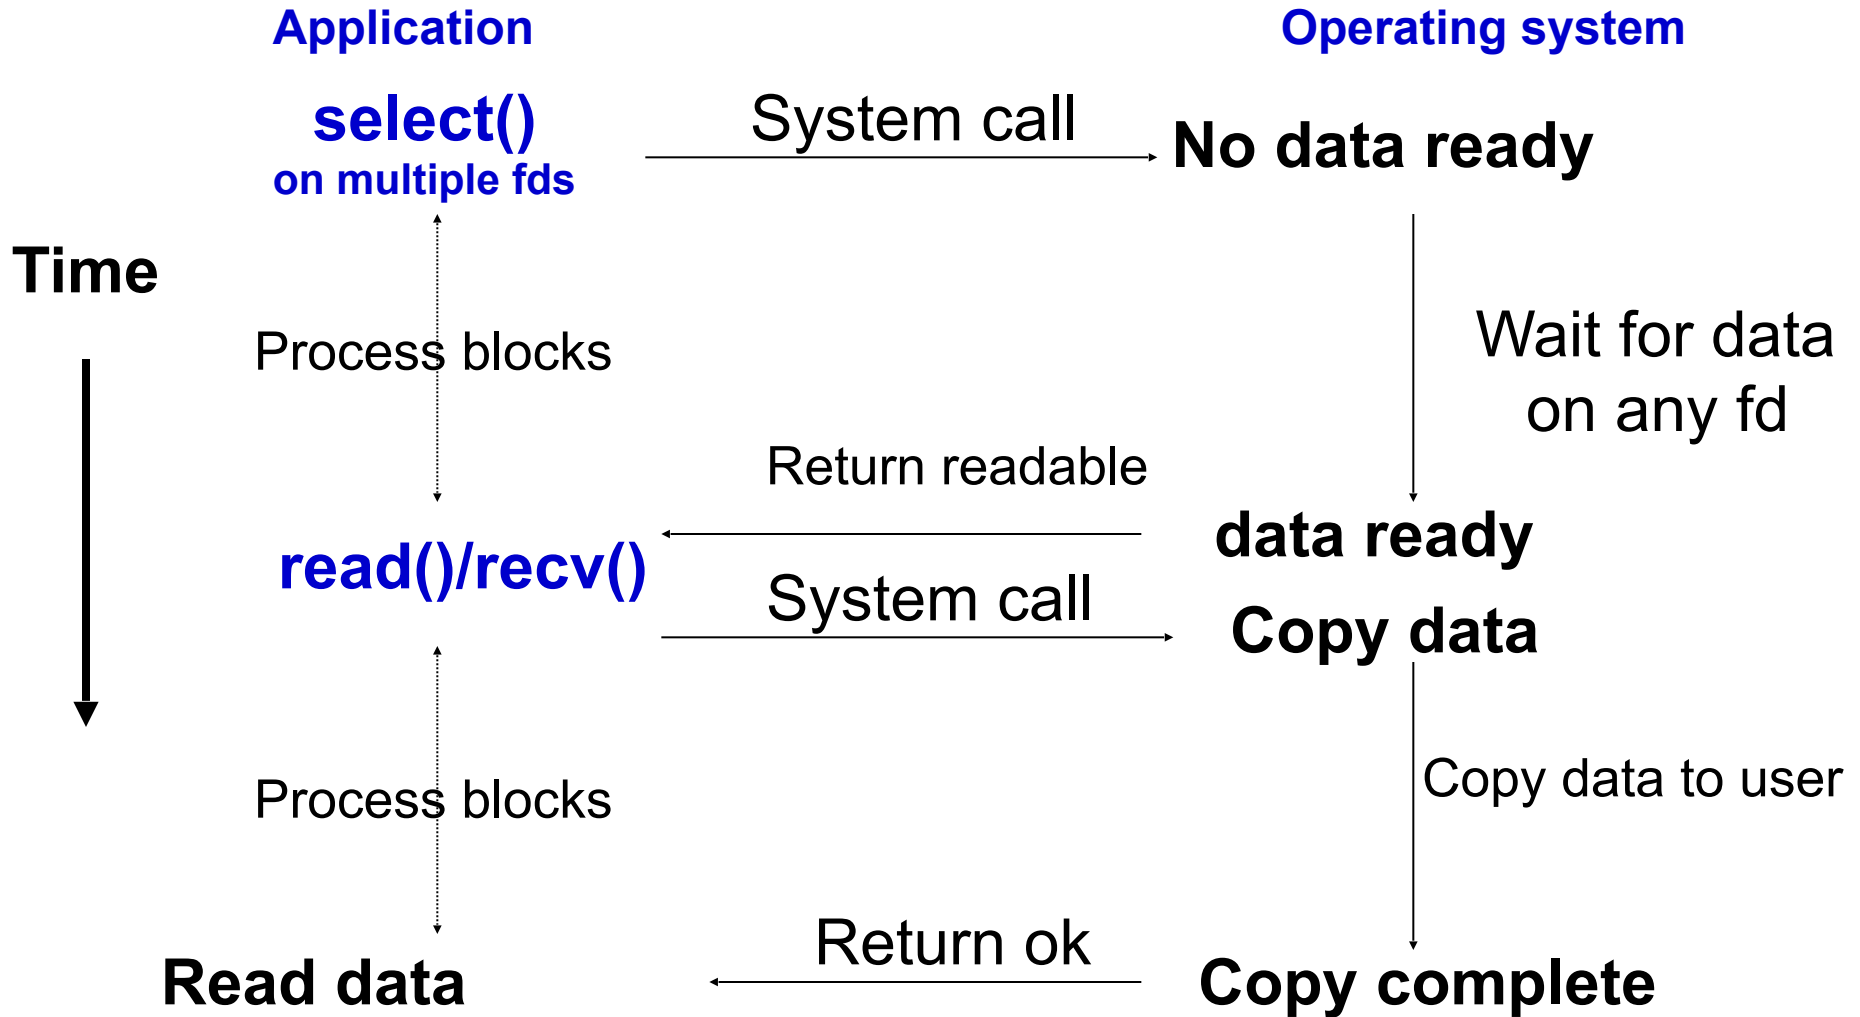 Application
Operating system
select()
on multiple fds
System call
No data ready
Time
Process blocks
Wait for data
on any fd
Return readable
data ready
read()/recv()
System call
Copy data
Process blocks
Copy data to user
Return ok
Read data
Copy complete